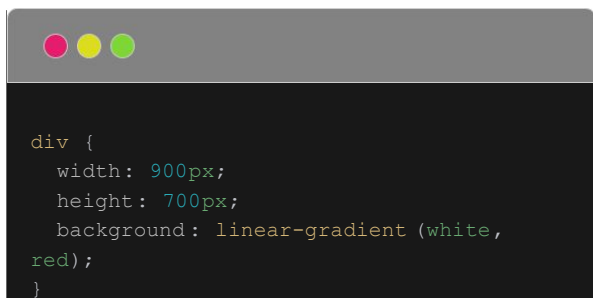 div {
  width: 900px;
  height: 700px;
  background: linear-gradient (white,
red);
}